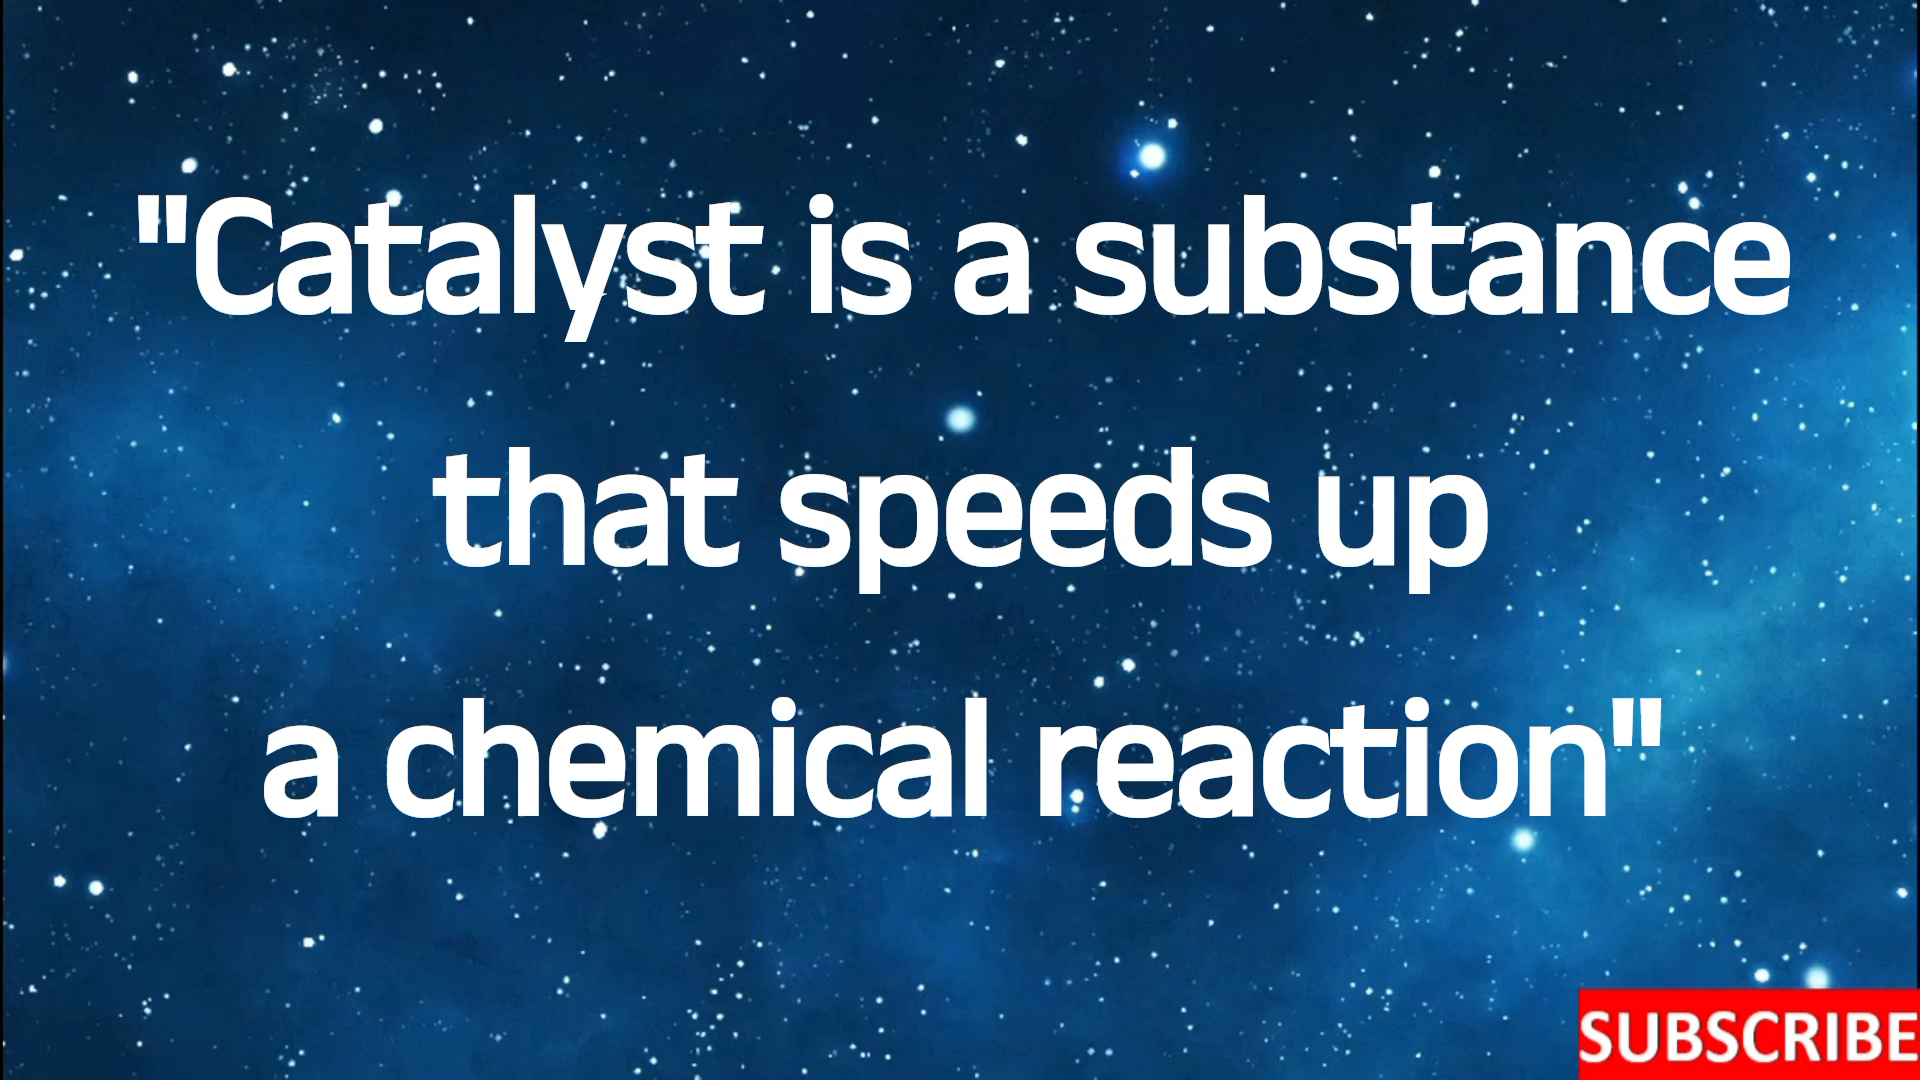 "Catalyst is a substance
that speeds up
a chemical reaction"
SUBSCRIBE